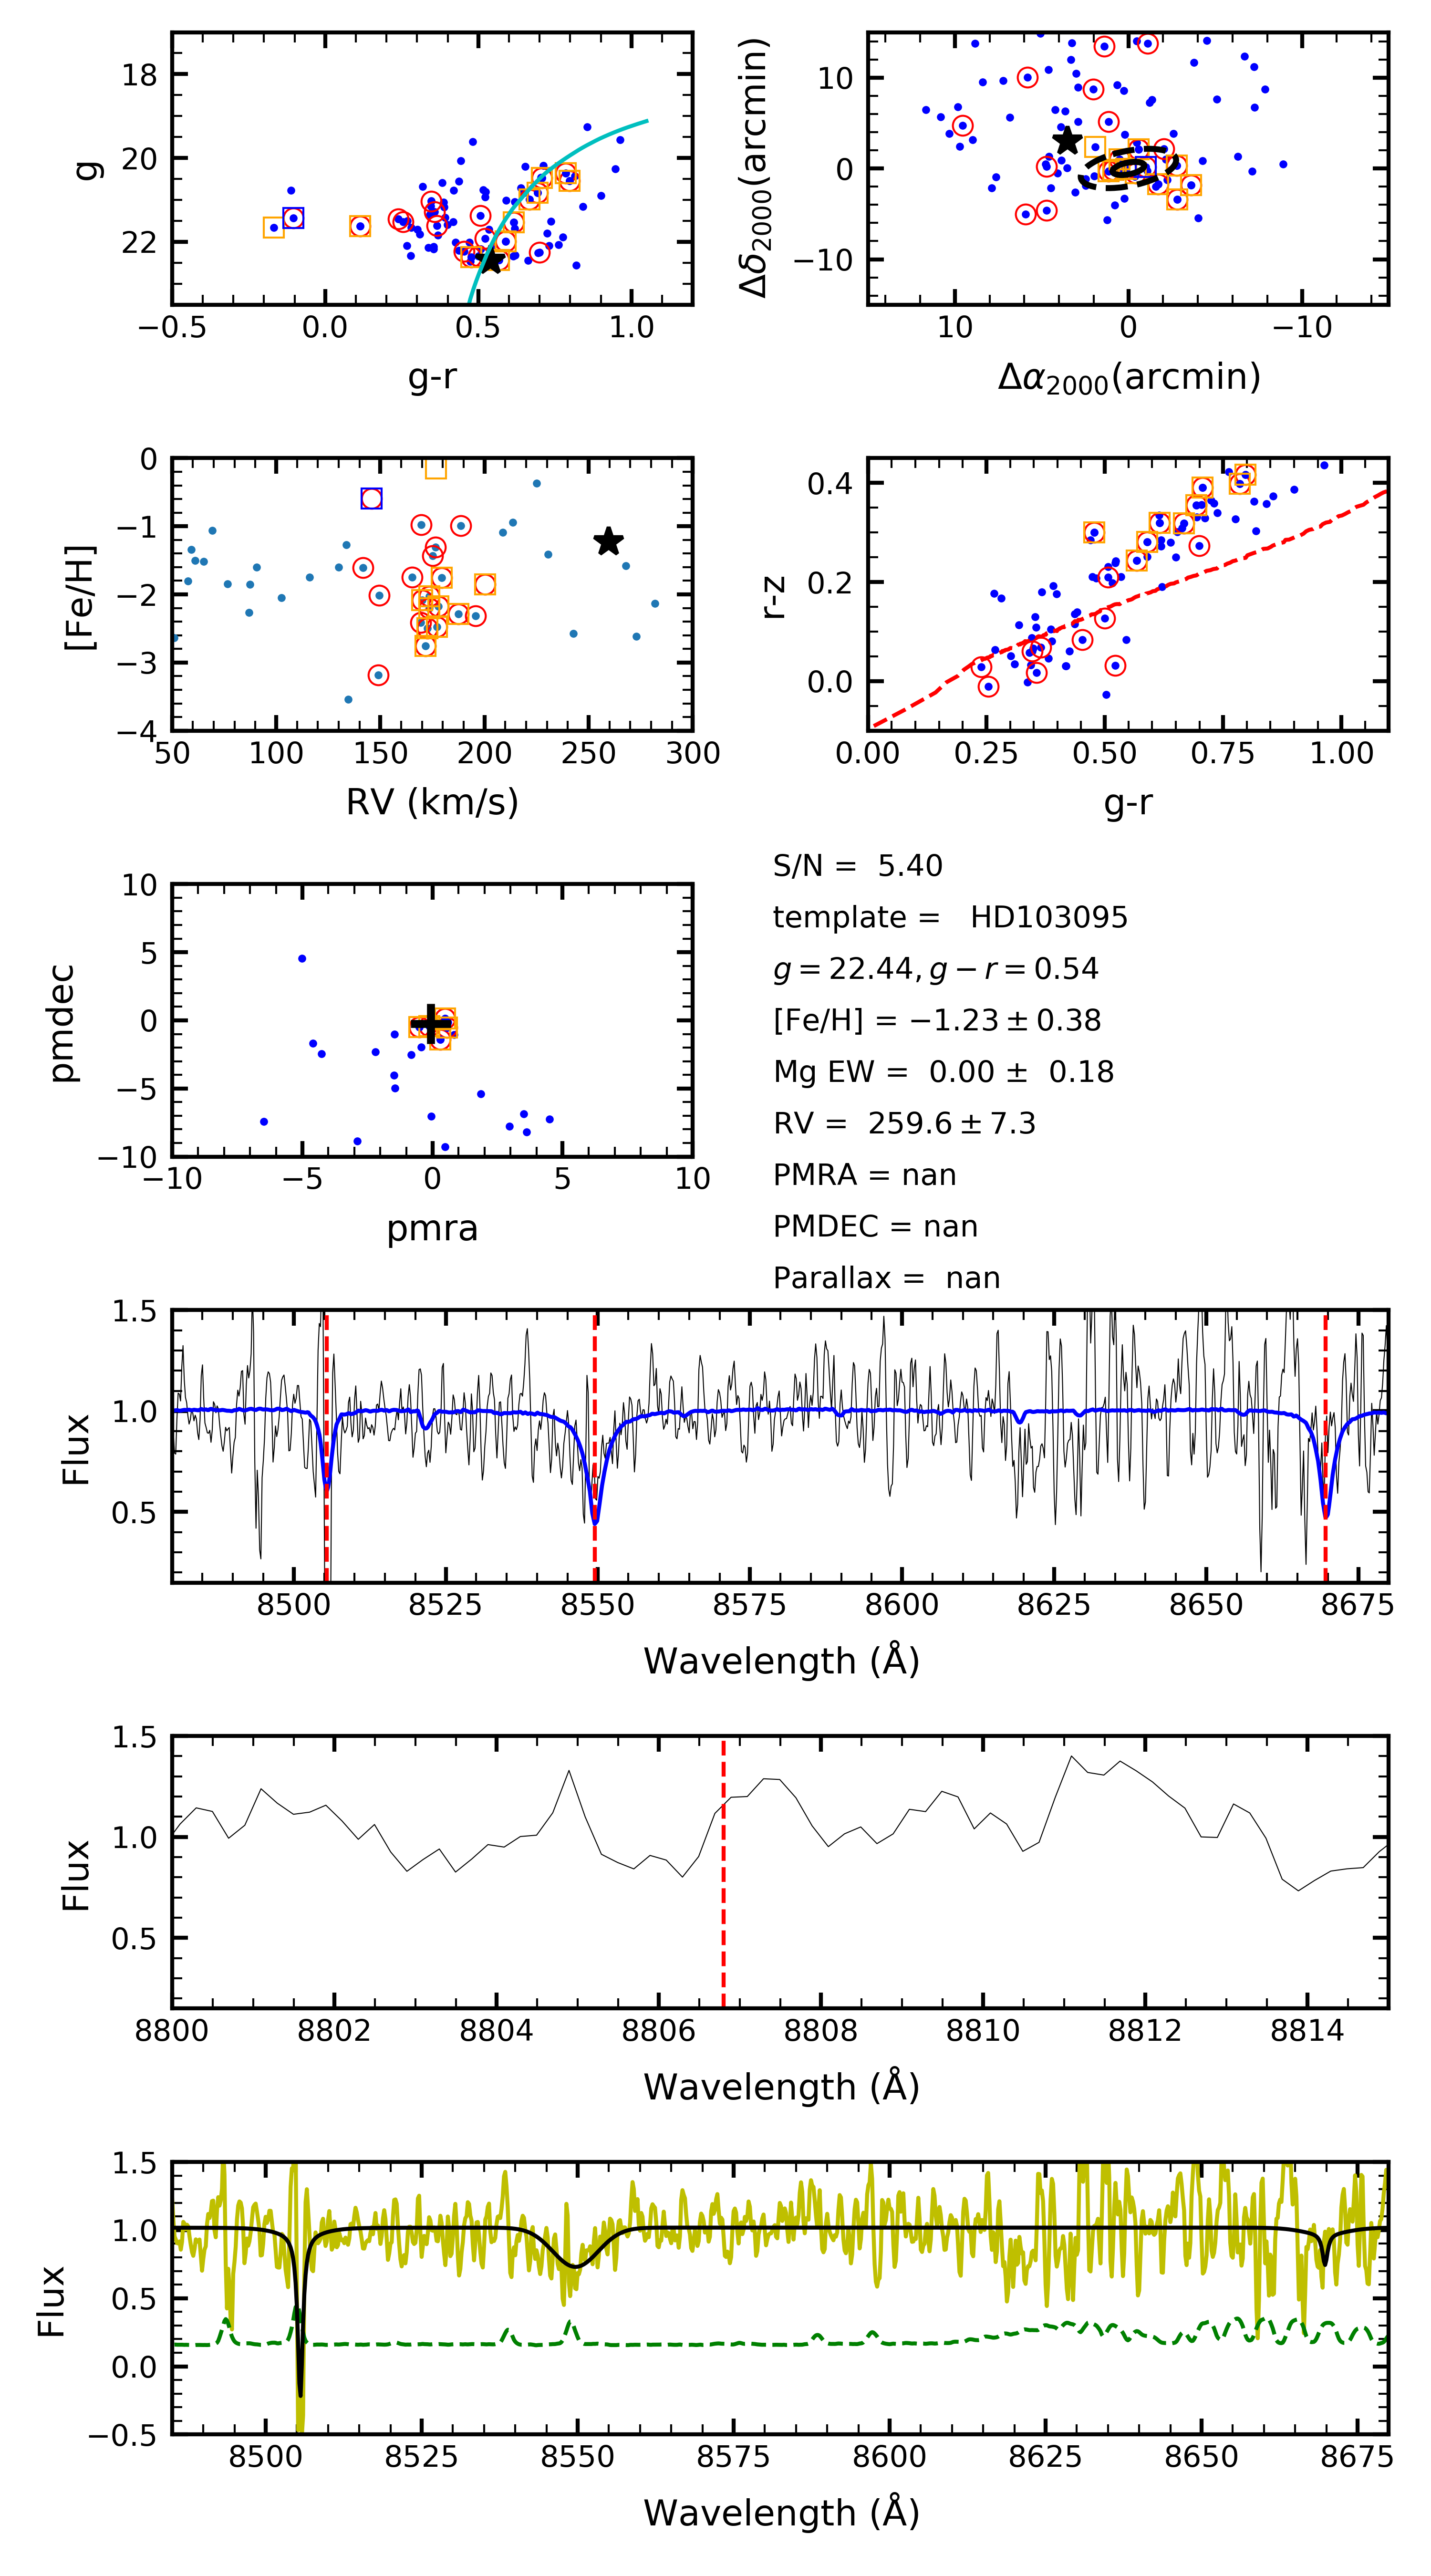 18
20
22
g
−0.5 0.0 0.5 1.0
g-r
10
0
−10
Δδ2000(arcmin)
10 0 −10
Δα2000(arcmin)
0
−1
−2
−3
−4
[Fe/H]
50 100 150 200 250 300
RV (km/s)
0.4
0.2
0.0
r-z
0.00 0.25 0.50 0.75 1.00
g-r
10
5
0
−5
−10
pmdec
−10 −5 0 5 10
pmra
S/N = 5.40
template = HD103095
g = 22.44, g − r = 0.54
[Fe/H] = −1.23 ± 0.38
Mg EW = 0.00 ± 0.18
RV = 259.6 ± 7.3
PMRA = nan
PMDEC = nan
Parallax = nan
1.5
1.0
0.5
Flux
8500 8525 8550 8575 8600 8625 8650 8675
Wavelength (Å)
1.5
1.0
0.5
Flux
8800 8802 8804 8806 8808 8810 8812 8814
Wavelength (Å)
1.5
1.0
0.5
0.0
−0.5
Flux
8500 8525 8550 8575 8600 8625 8650 8675
Wavelength (Å)